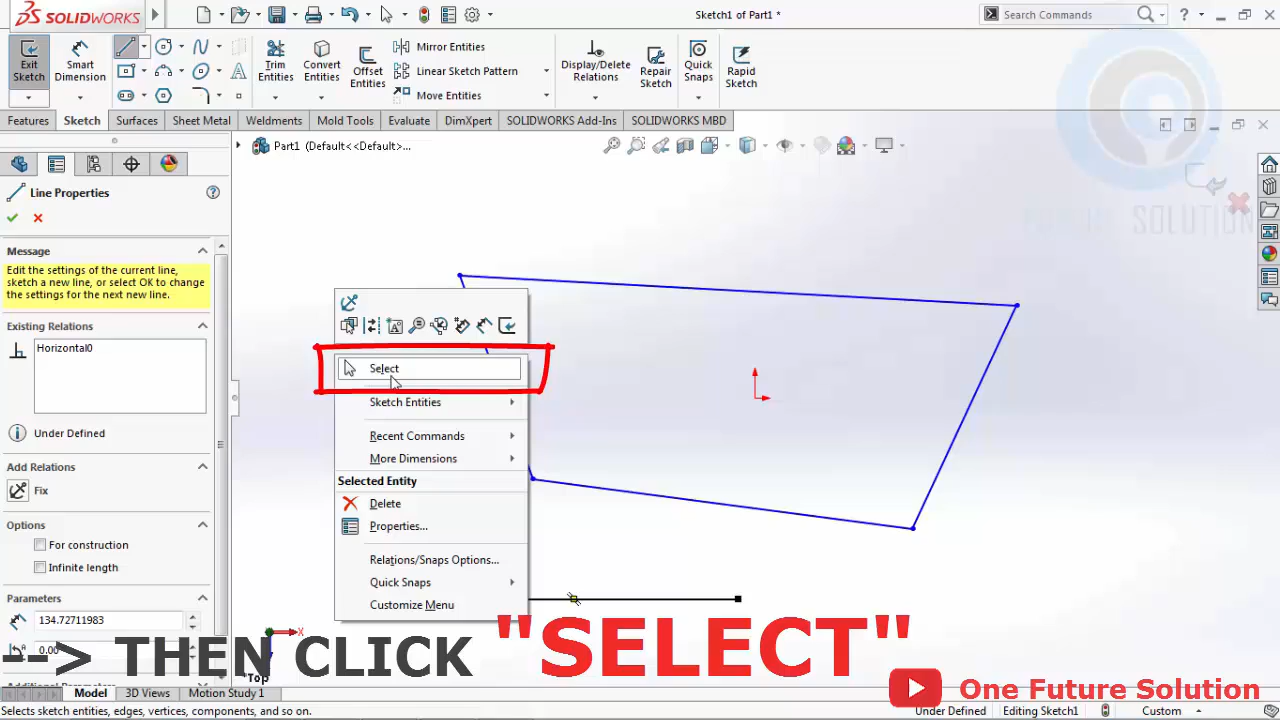 SOLIDWORKS
Sketch1 of Part1 *
Search Commands
Exit Sketch
Smart Dimension
Trim Entities
Convert Entities
Offset Entities
Mirror Entities
Linear Sketch Pattern
Move Entities
Display/Delete Relations
Repair Sketch
Quick Snaps
Rapid Sketch
Features
Sketch
Surfaces
Sheet Metal
Weldments
Mold Tools
Evaluate
DimXpert
SOLIDWORKS Add-Ins
SOLIDWORKS MBD
Part1 (Default<<Default>...
Line Properties
Message
Edit the settings of the current line,
sketch a new line, or select OK to change
the settings for the next new line.
Existing Relations
Horizontal0
Under Defined
Add Relations
Fix
Options
For construction
Infinite length
Parameters
134.72711983
0.00
Select
Sketch Entities
Recent Commands
More Dimensions
Selected Entity
Delete
Properties...
Relations/Snaps Options...
Quick Snaps
Customize Menu
X
*Top
--> THEN CLICK "SELECT"
One Future Solution
Model
3D Views
Motion Study 1
Selects sketch entities, edges, vertices, components, and so on.
Under Defined
Editing Sketch1
Custom